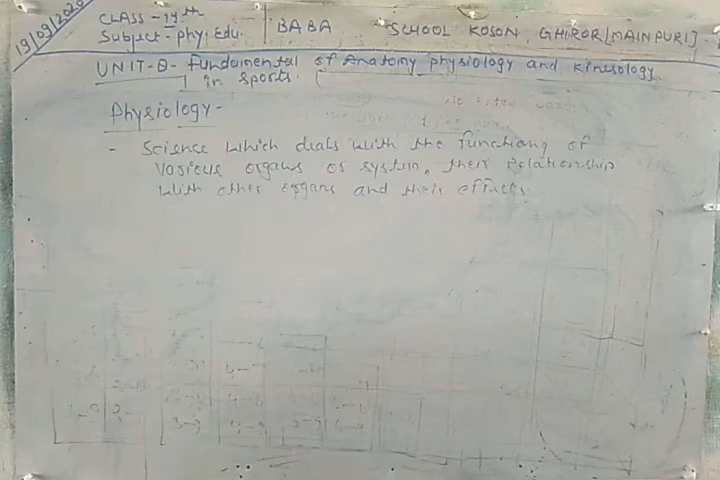 19/09/2020
CLASS - 11th
Subject - Phy. Edu.
BABA SCHOOL KOSON, GHIROR [MAINPURI]
UNIT-8- fundamental of Anatomy, physiology and kinesology
in sports.
Physiology -
- Science which deals with the functiong of
various organs or system, their relationship
with other organs and their effects